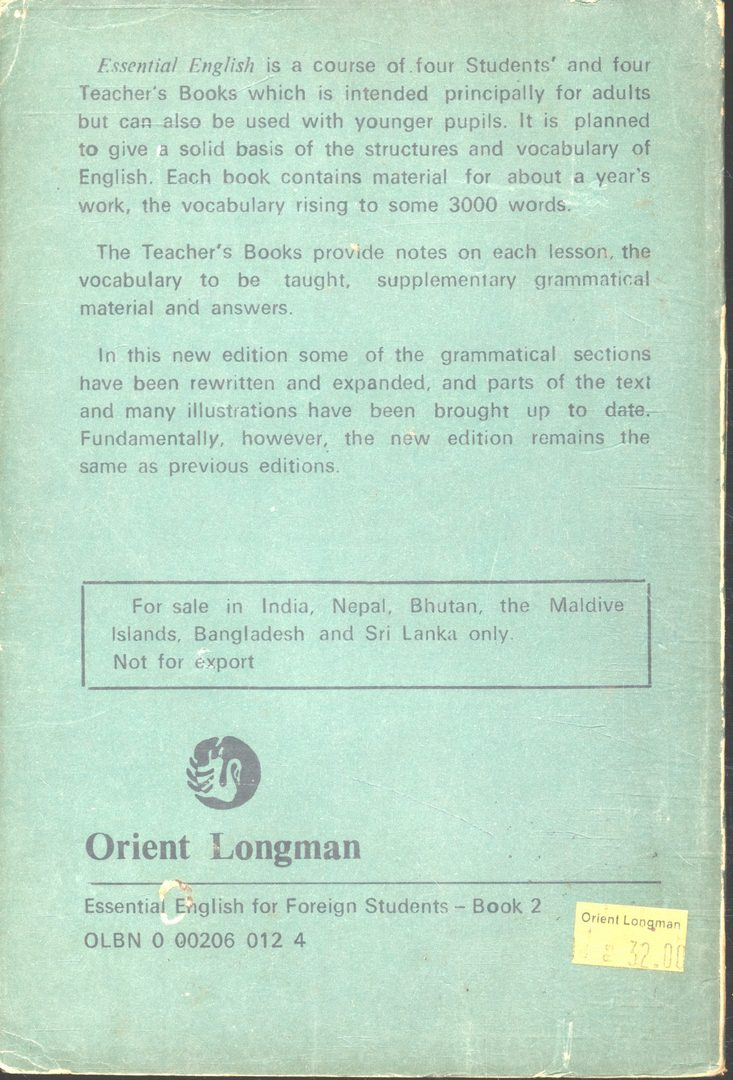 Essential English is a course of four Students' and four
Teacher's Books which is intended principally for adults
but can also be used with younger pupils. It is planned
to give a solid basis of the structures and vocabulary of
English. Each book contains material for about a year's
work, the vocabulary rising to some 3000 words.
The Teacher's Books provide notes on each lesson, the
vocabulary to be taught, supplementary grammatical
material and answers.
In this new edition some of the grammatical sections
have been rewritten and expanded, and parts of the text
and many illustrations have been brought up to date.
Fundamentally, however, the new edition remains the
same as previous editions.
For sale in India, Nepal, Bhutan, the Maldive
Islands, Bangladesh and Sri Lanka only.
Not for export
Orient Longman
Essential English for Foreign Students – Book 2
OLBN 0 00206 012 4
Orient Longman
32.00